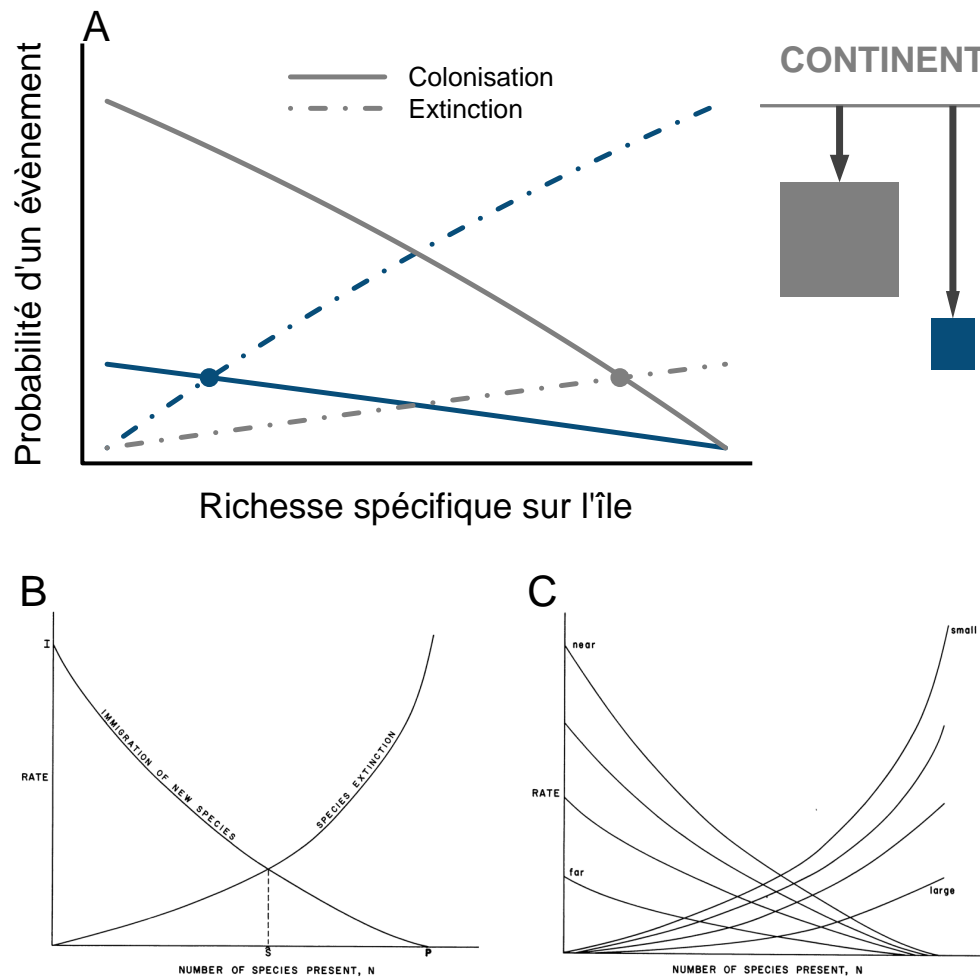 A
Probabilité d'un évènement
Colonisation
Extinction
CONTINENT
Richesse spécifique sur l'île
B
I
RATE
IMMIGRATION OF NEW SPECIES
SPECIES EXTINCTION
S
P
NUMBER OF SPECIES PRESENT, N
C
near
small
RATE
far
large
NUMBER OF SPECIES PRESENT, N